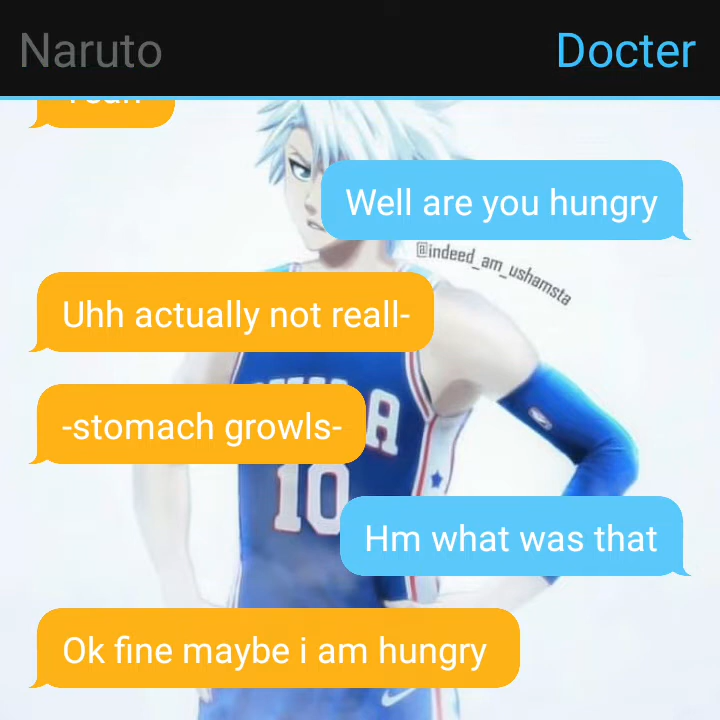 Naruto
Docter
Well are you hungry
@indeed_am_ushamsta
Uhh actually not reall-
-stomach growls-
10
Hm what was that
Ok fine maybe i am hungry